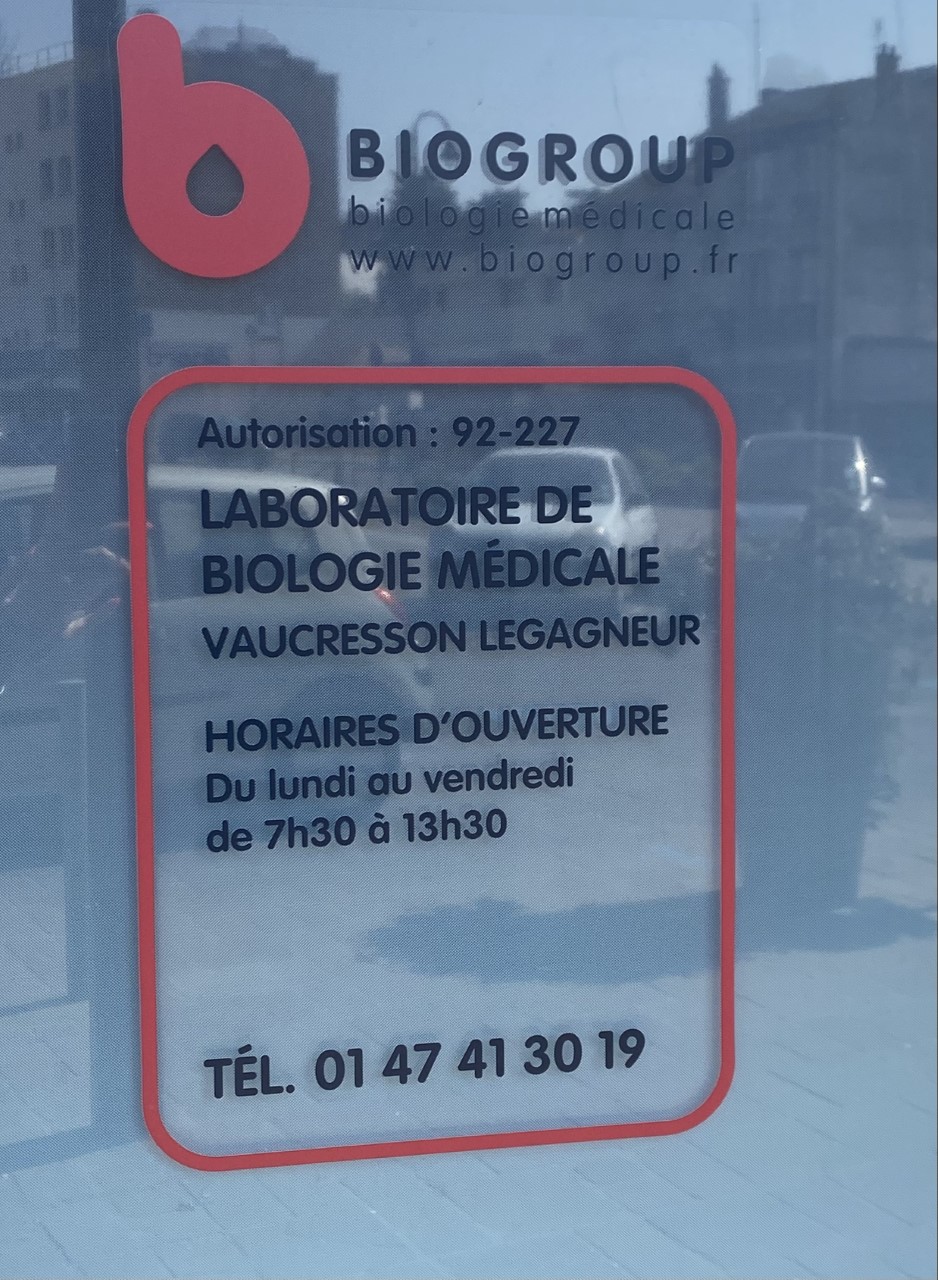 BIOGROUP
biologie médicale
www.biogroup.fr
Autorisation : 92-227
LABORATOIRE DE
BIOLOGIE MÉDICALE
VAUCRESSON LEGAGNEUR
HORAIRES D'OUVERTURE
Du lundi au vendredi
de 7h30 à 13h30
TÉL. 01 47 41 30 19